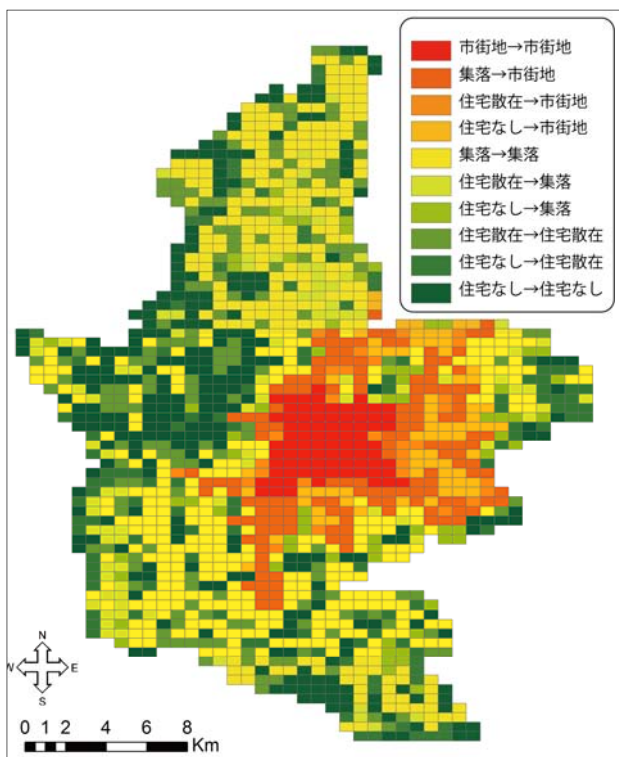 市街地→市街地
集落→市街地
住宅散在→市街地
住宅なし→市街地
集落→集落
住宅散在→集落
住宅なし→集落
住宅散在→住宅散在
住宅なし→住宅散在
住宅なし→住宅なし
N
W E
S
0 1 2 4 6 8
Km